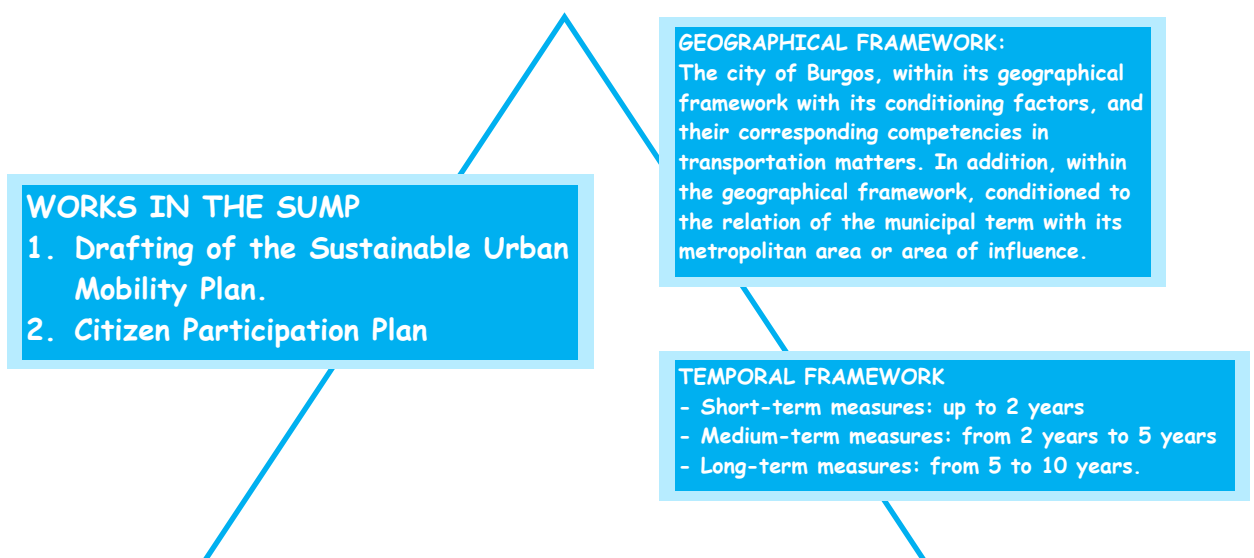 WORKS IN THE SUMP
1. Drafting of the Sustainable Urban
Mobility Plan.
2. Citizen Participation Plan
GEOGRAPHICAL FRAMEWORK:
The city of Burgos, within its geographical
framework with its conditioning factors, and
their corresponding competencies in
transportation matters. In addition, within
the geographical framework, conditioned to
the relation of the municipal term with its
metropolitan area or area of influence.
TEMPORAL FRAMEWORK
- Short-term measures: up to 2 years
- Medium-term measures: from 2 years to 5 years
- Long-term measures: from 5 to 10 years.